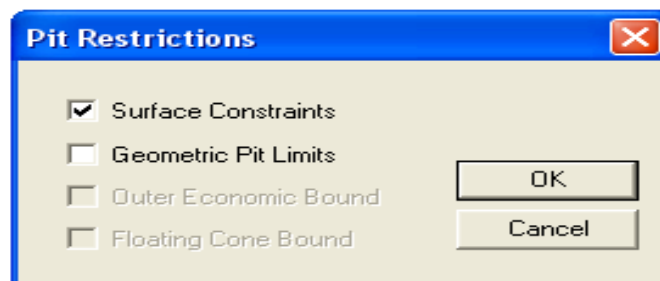 Pit Restrictions
Surface Constraints
Geometric Pit Limits
Outer Economic Bound
Floating Cone Bound
OK
Cancel